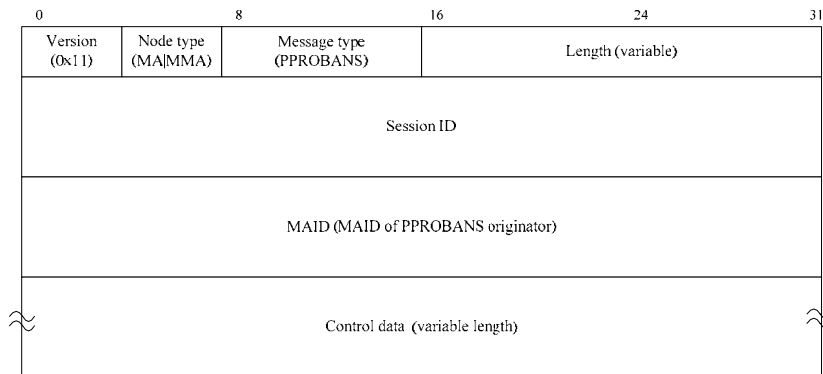 0 8 16 24 31
Version Node type Message type Length (variable)
(0x11) (MA|MMA) (PPROBANS)
Session ID
MAID (MAID of PPROBANS originator)
Control data (variable length)